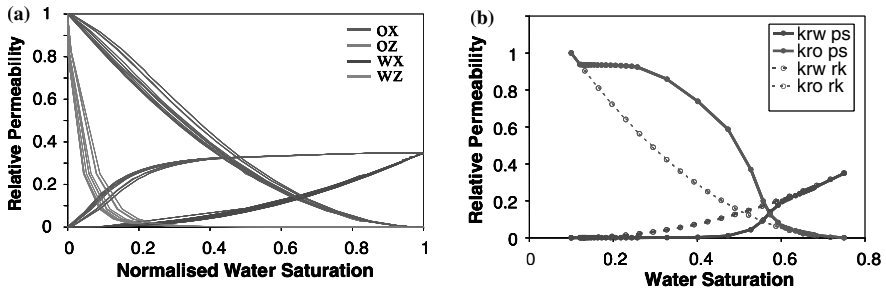 (a)
Relative Permeability
1
0.8
0.6
0.4
0.2
0
0
0.2
0.4
0.6
0.8
1
Normalised Water Saturation
OX
OZ
WX
WZ
(b)
Relative Permeability
1
0.8
0.6
0.4
0.2
0
0
0.2
0.4
0.6
0.8
Water Saturation
krw ps
kro ps
krw rk
kro rk